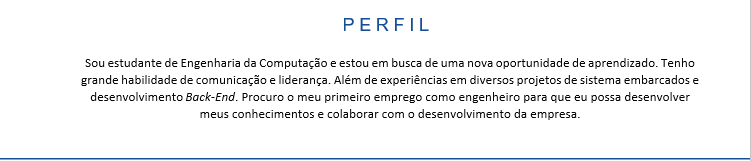 PERFIL
Sou estudante de Engenharia da Computação e estou em busca de uma nova oportunidade de aprendizado. Tenho
grande habilidade de comunicação e liderança. Além de experiências em diversos projetos de sistema embarcados e
desenvolvimento Back-End. Procuro o meu primeiro emprego como engenheiro para que eu possa desenvolver
meus conhecimentos e colaborar com o desenvolvimento da empresa.